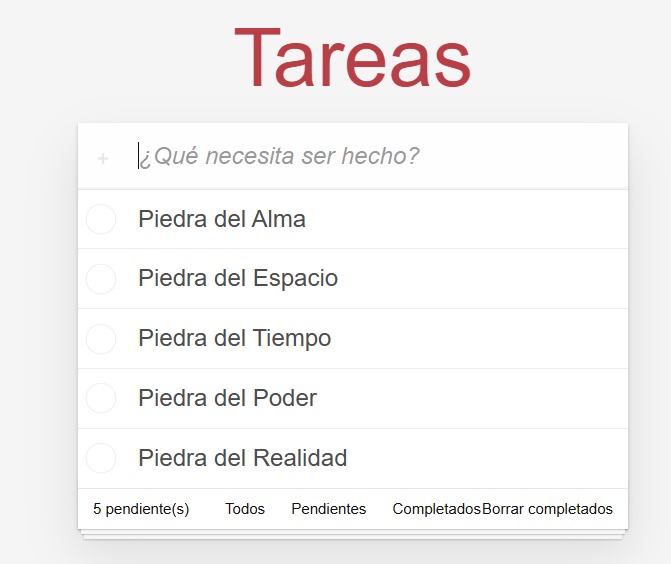 Tareas
+ ¿Qué necesita ser hecho?
Piedra del Alma
Piedra del Espacio
Piedra del Tiempo
Piedra del Poder
Piedra del Realidad
5 pendiente(s) Todos Pendientes Completados Borrar completados